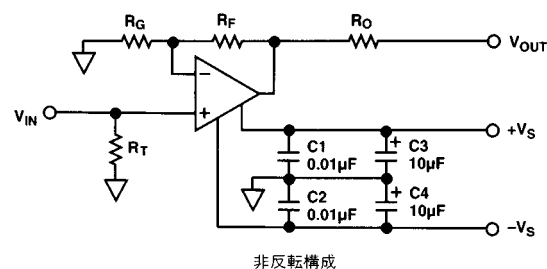 RG
RF
RO
VOUT
−
+
VIN
RT
+VS
C1
0.01µF
+
C3
10µF
C2
0.01µF
+
C4
10µF
−VS
非反転構成